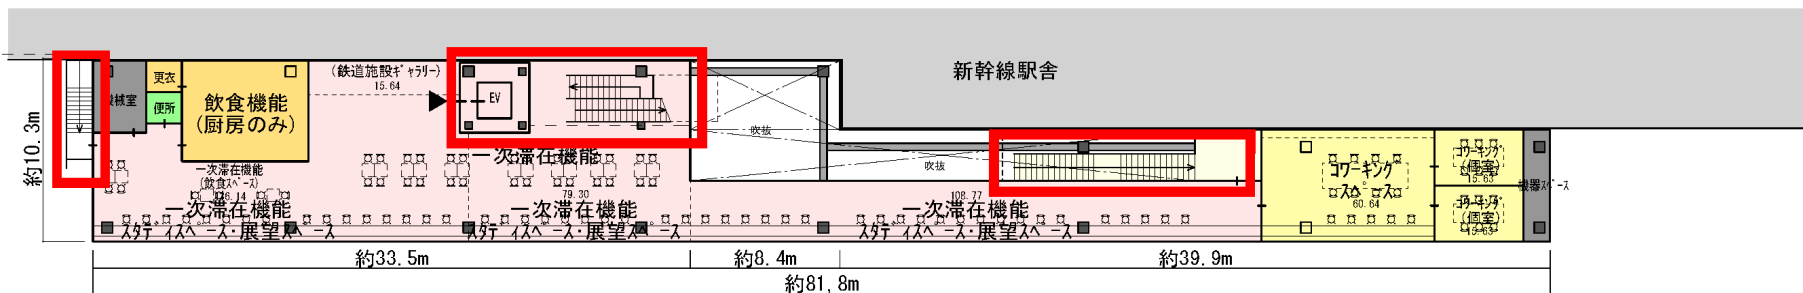 新幹線駅舎
(鉄道施設ｷﾞｬﾗﾘｰ)
15.64
更衣
機械室
便所
飲食機能
(厨房のみ)
EV
吹抜
吹抜
約10.3m
一次滞在機能
一次滞在機能
(飲食ｽﾍﾟｰｽ)
79.30
108.77
一次滞在機能
ｽﾀﾃﾞｨｽﾍﾟｰｽ・展望ｽﾍﾟｰｽ
一次滞在機能
ｽﾀﾃﾞｨｽﾍﾟｰｽ・展望ｽﾍﾟｰｽ
一次滞在機能
ｽﾀﾃﾞｨｽﾍﾟｰｽ・展望ｽﾍﾟｰｽ
ｺﾜｰｷﾝｸﾞ
ｽﾍﾟｰｽ
60.64
ｺﾜｰｷﾝｸﾞ
(個室)
15.63
ｺﾜｰｷﾝｸﾞ
(個室)
15.63
機器ｽﾍﾟｰｽ
約33.5m
約8.4m
約39.9m
約81,8m